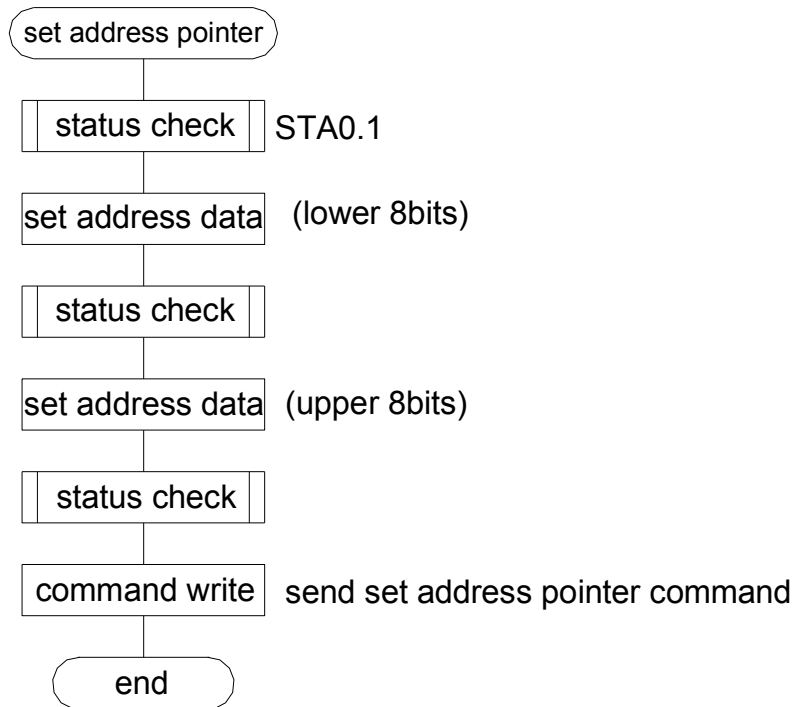 set address pointer
status check STA0.1
set address data (lower 8bits)
status check
set address data (upper 8bits)
status check
command write send set address pointer command
end